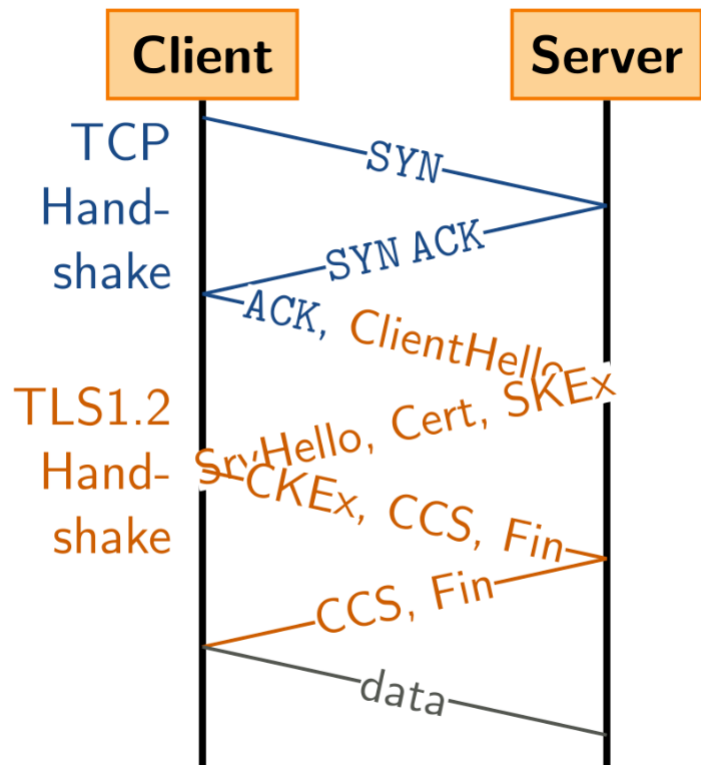 Client
Server
TCP
Hand-
shake
SYN
SYN ACK
ACK, ClientHello
TLS1.2
Hand-
shake
SrvHello, Cert, SKEx
CKEx, CCS, Fin
CCS, Fin
data